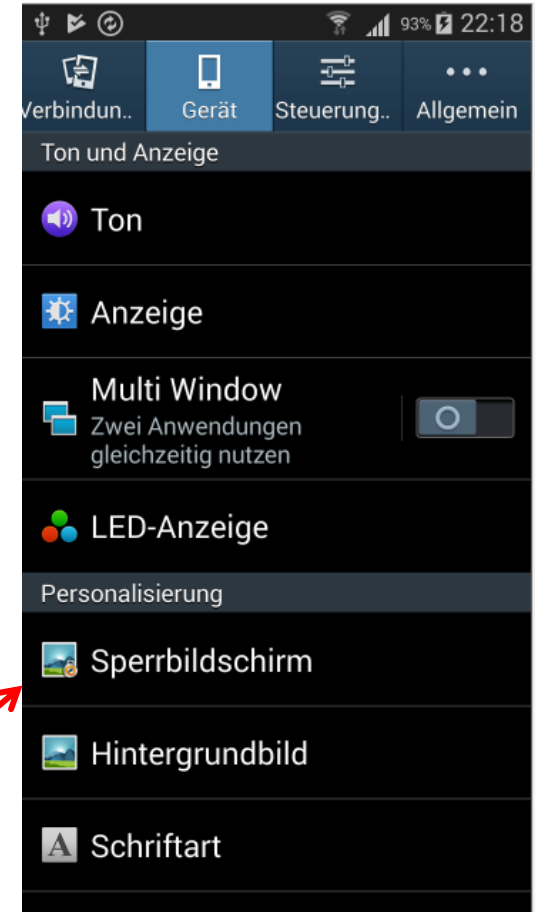 93% 22:18
Verbindun.. Gerät Steuerung.. Allgemein
Ton und Anzeige
Ton
Anzeige
Multi Window
Zwei Anwendungen
gleichzeitig nutzen
LED-Anzeige
Personalisierung
Sperrbildschirm
Hintergrundbild
A Schriftart